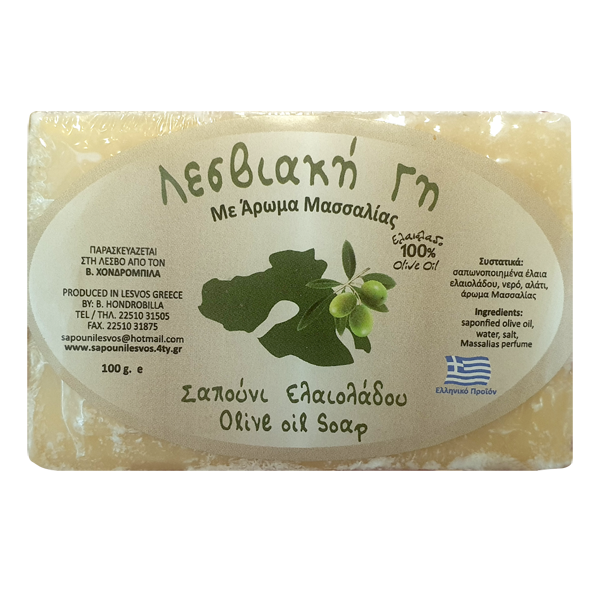 Λεσβιακή Γη
Με Άρωμα Μασσαλίας
Ελαιόλαδο
100%
Olive Oil
ΠΑΡΑΣΚΕΥΑΖΕΤΑΙ
ΣΤΗ ΛΕΣΒΟ ΑΠΟ ΤΟΝ
Β. ΧΟΝΔΡΟΜΠΙΛΑ
PRODUCED IN LESVOS GREECE
BY: B. HONDROBILLA
TEL / ΤΗΛ. 22510 31505
FAX. 22510 31875
sapounilesvos@hotmail.com
www.sapounilesvos.4ty.gr
100 g. e
Συστατικά:
σαπωνοποιημένα έλαια
ελαιολάδου, νερό, αλάτι,
άρωμα Μασσαλίας
Ingredients:
saponfied olive oil,
water, salt,
Massalias perfume
Ελληνικό Προϊόν
Σαπούνι Ελαιολάδου
Olive oil Soap